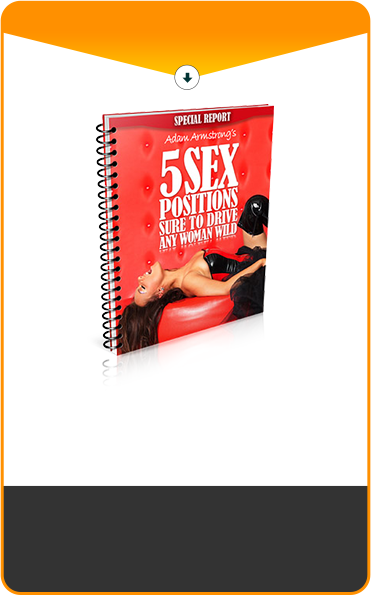 SPECIAL REPORT
Adam Armstrong's
5 SEX
POSITIONS
SURE TO DRIVE
ANY WOMAN WILD